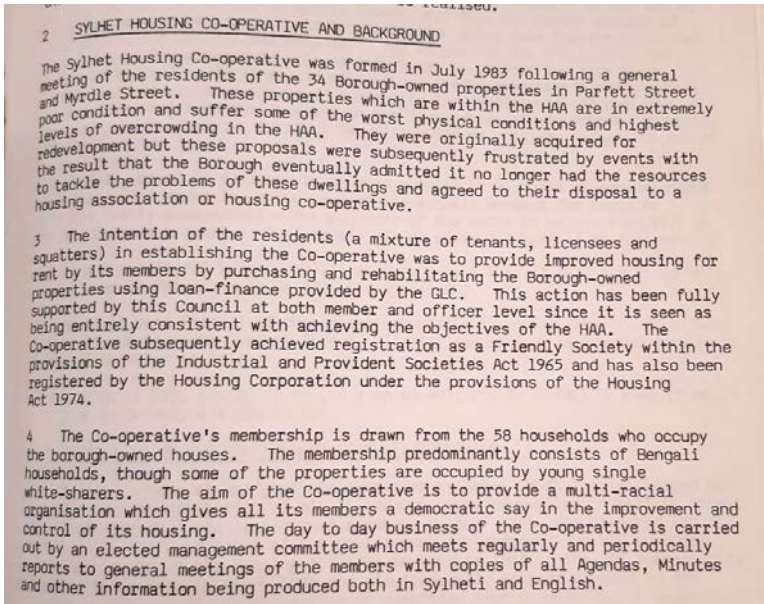 realised.
2 SYLHET HOUSING CO-OPERATIVE AND BACKGROUND
The Sylhet Housing Co-operative was formed in July 1983 following a general
meeting of the residents of the 34 Borough-owned properties in Parfett Street
and Myrdle Street. These properties which are within the HAA are in extremely
poor condition and suffer some of the worst physical conditions and highest
levels of overcrowding in the HAA. They were originally acquired for
redevelopment but these proposals were subsequently frustrated by events with
the result that the Borough eventually admitted it no longer had the resources
to tackle the problems of these dwellings and agreed to their disposal to a
housing association or housing co-operative.
3 The intention of the residents (a mixture of tenants, licensees and
squatters) in establishing the Co-operative was to provide improved housing for
rent by its members by purchasing and rehabilitating the Borough-owned
properties using loan-finance provided by the GLC. This action has been fully
supported by this Council at both member and officer level since it is seen as
being entirely consistent with achieving the objectives of the HAA. The
Co-operative subsequently achieved registration as a Friendly Society within the
provisions of the Industrial and Provident Societies Act 1965 and has also been
registered by the Housing Corporation under the provisions of the Housing
Act 1974.
4 The Co-operative's membership is drawn from the 58 households who occupy
the borough-owned houses. The membership predominantly consists of Bengali
households, though some of the properties are occupied by young single
white-sharers. The aim of the Co-operative is to provide a multi-racial
organisation which gives all its members a democratic say in the improvement and
control of its housing. The day to day business of the Co-operative is carried
out by an elected management committee which meets regularly and periodically
reports to general meetings of the members with copies of all Agendas, Minutes
and other information being produced both in Sylheti and English.